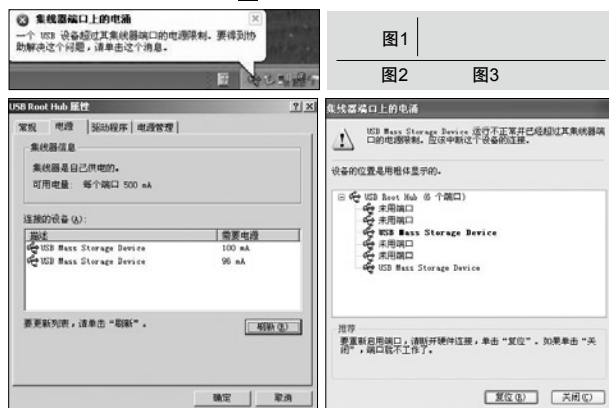 集线器端口上的电涌
一个 USB 设备超过其集线器端口的电源限制。要得到协
助解决这个问题，请单击这个消息。
图1
图2 图3
USB Root Hub 属性
常规 电源 驱动程序 电源管理
集线器信息
集线器是自己供电的。
可用电量: 每个端口 500 mA
连接的设备(A):
描述 需要电源
USB Mass Storage Device 100 mA
USB Mass Storage Device 96 mA
要更新列表，请单击“刷新”。
刷新(R)
确定 取消
集线器端口上的电涌
USB Mass Storage Device 运行不正常并已经超过其集线器端
口的电源限制。应该中断这个设备的连接。
设备的位置是用粗体显示的。
USB Root Hub (6 个端口)
未用端口
未用端口
USB Mass Storage Device
未用端口
未用端口
USB Mass Storage Device
推荐
要重新启用端口，请断开硬件连接，单击“复位”。如果单击“关
闭”，端口就不工作了。
复位(R) 关闭(C)